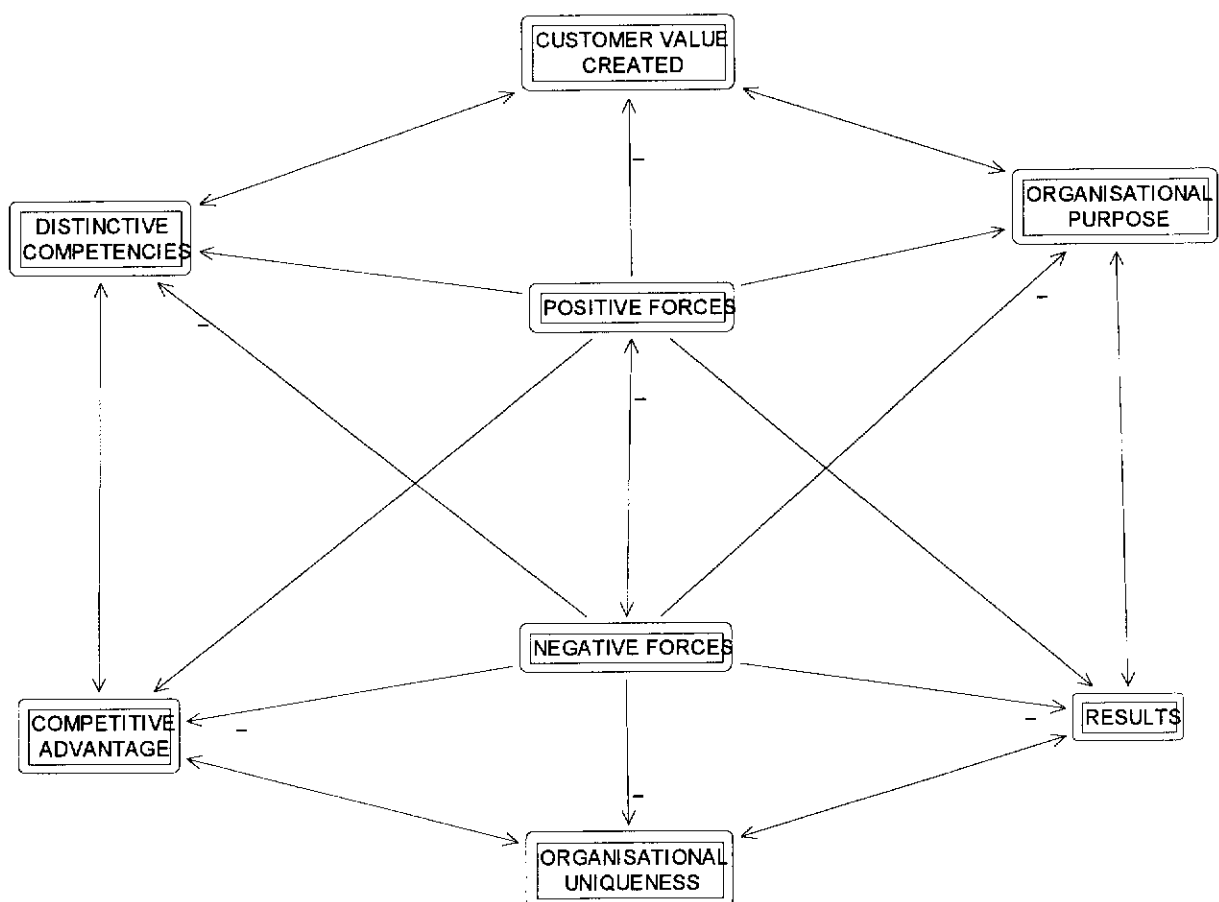 CUSTOMER VALUE
CREATED
–
ORGANISATIONAL
PURPOSE
DISTINCTIVE
COMPETENCIES
–
POSITIVE FORCES
–
–
NEGATIVE FORCES
COMPETITIVE
ADVANTAGE
–
–
RESULTS
–
ORGANISATIONAL
UNIQUENESS